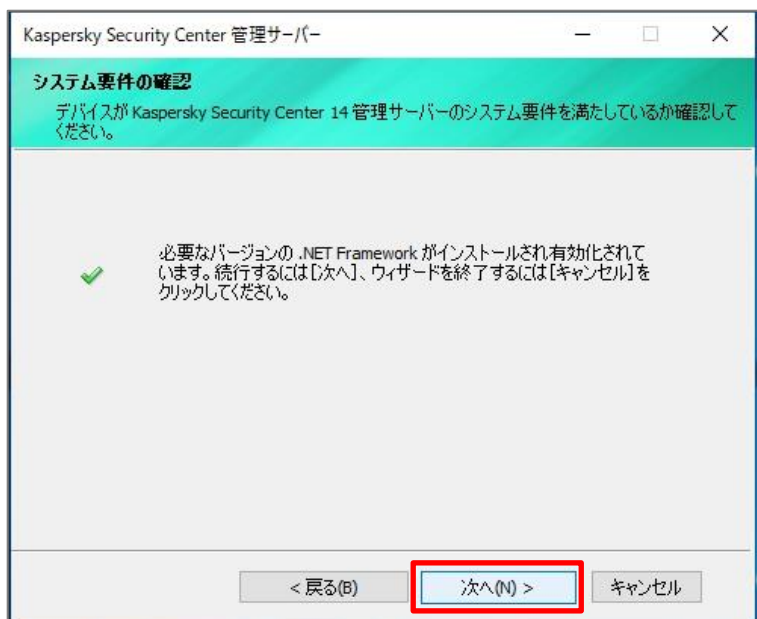 Kaspersky Security Center 管理サーバー
システム要件の確認
デバイスが Kaspersky Security Center 14 管理サーバーのシステム要件を満たしているか確認して
ください。
必要なバージョンの .NET Framework がインストールされ有効化されて
います。続行するには[次へ]、ウィザードを終了するには[キャンセル]を
クリックしてください。
< 戻る(B) 次へ(N) > キャンセル